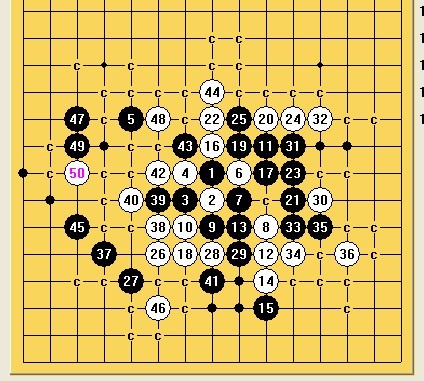 c c
c c c c
c c c c 44 c c c c
47 c 5 48 c 22 25 20 24 32 c c
c 49 c c 43 16 19 11 31
c 50 c c 42 4 1 6 17 23 c c
c 40 39 3 2 7 c 21 30
45 c c 38 10 9 13 8 33 35 c c
37 c 26 18 28 29 12 34 c 36 c
c c 27 c c 41 14 c c
c 46 c 15 c
c c